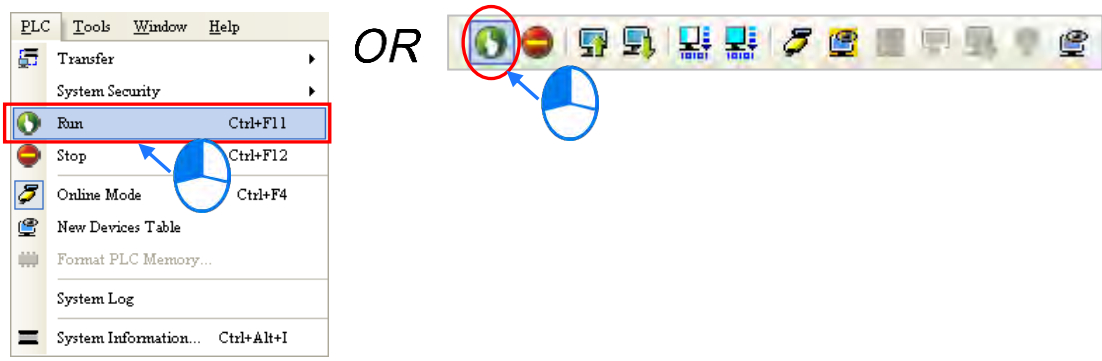 PLC Tools Window Help
Transfer
System Security
Run Ctrl+F11
Stop Ctrl+F12
Online Mode Ctrl+F4
New Devices Table
Format PLC Memory...
System Log
System Information... Ctrl+Alt+I
OR